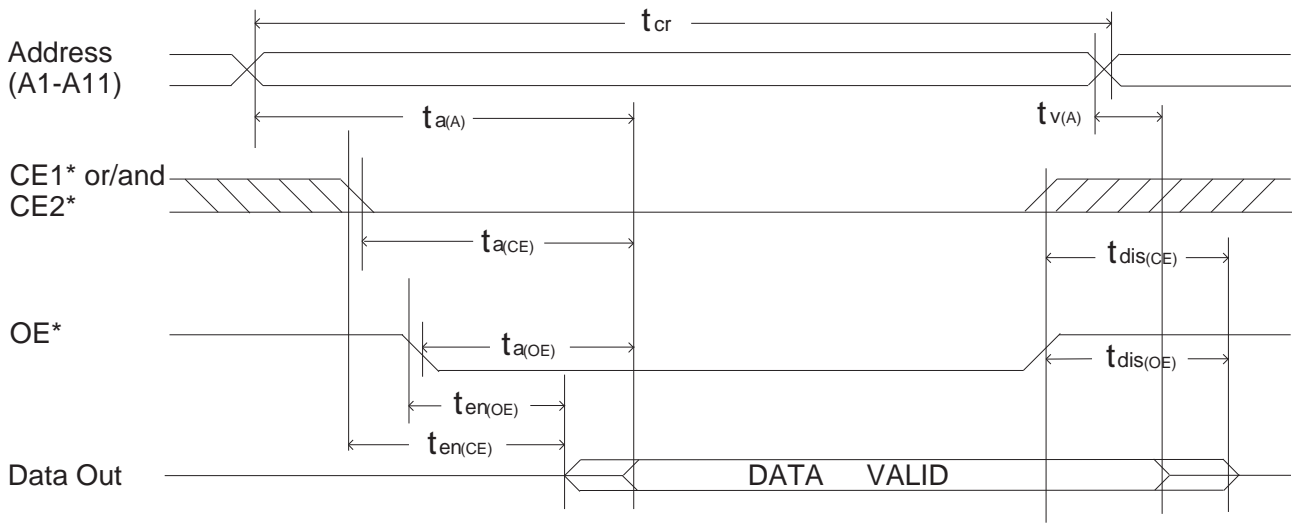 tcr
Address
(A1-A11)
ta(A)
tv(A)
CE1* or/and
CE2*
ta(CE)
tdis(CE)
OE*
ta(OE)
tdis(OE)
ten(OE)
ten(CE)
Data Out
DATA VALID